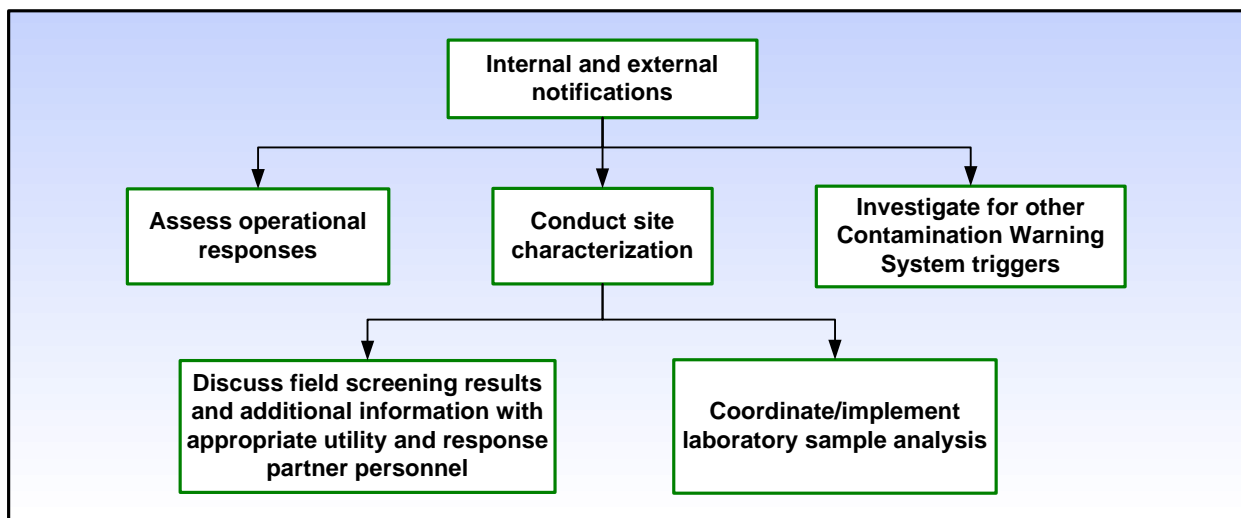 Internal and external
notifications
Assess operational
responses
Conduct site
characterization
Investigate for other
Contamination Warning
System triggers
Discuss field screening results
and additional information with
appropriate utility and response
partner personnel
Coordinate/implement
laboratory sample analysis